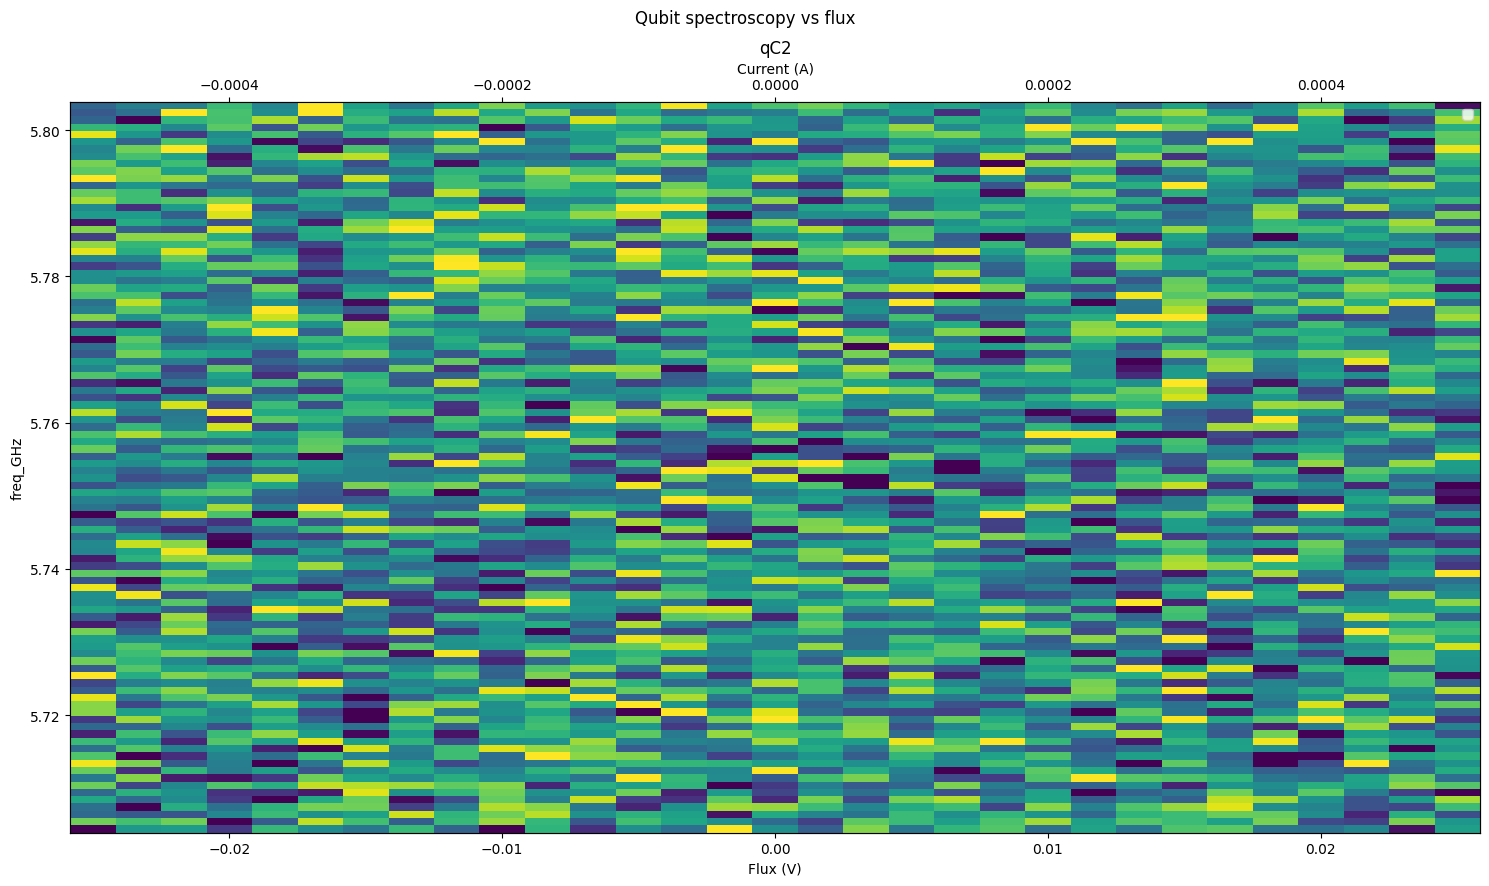 Qubit spectroscopy vs flux
qC2
Current (A)
−0.0004 −0.0002 0.0000 0.0002 0.0004
5.80
5.78
5.76
5.74
5.72
freq_GHz
−0.02 −0.01 0.00 0.01 0.02
Flux (V)